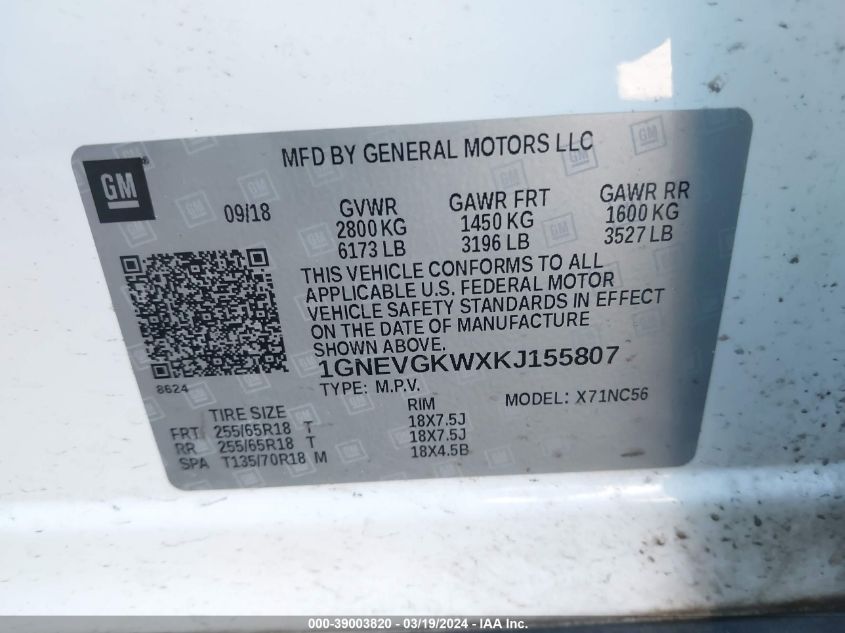 MFD BY GENERAL MOTORS LLC
GM ®
09/18 GVWR GAWR FRT GAWR RR
2800 KG 1450 KG 1600 KG
6173 LB 3196 LB 3527 LB
THIS VEHICLE CONFORMS TO ALL
APPLICABLE U.S. FEDERAL MOTOR
VEHICLE SAFETY STANDARDS IN EFFECT
ON THE DATE OF MANUFACTURE
SHOWN ABOVE.
1GNEVGKWXKJ155807
8624
TYPE: M.P.V. MODEL: X71NC56
TIRE SIZE RIM
FRT 255/65R18 T 18X7.5J
RR 255/65R18 T 18X7.5J
SPA T135/70R18 M 18X4.5B
000-39003820 - 03/19/2024 - IAA Inc.